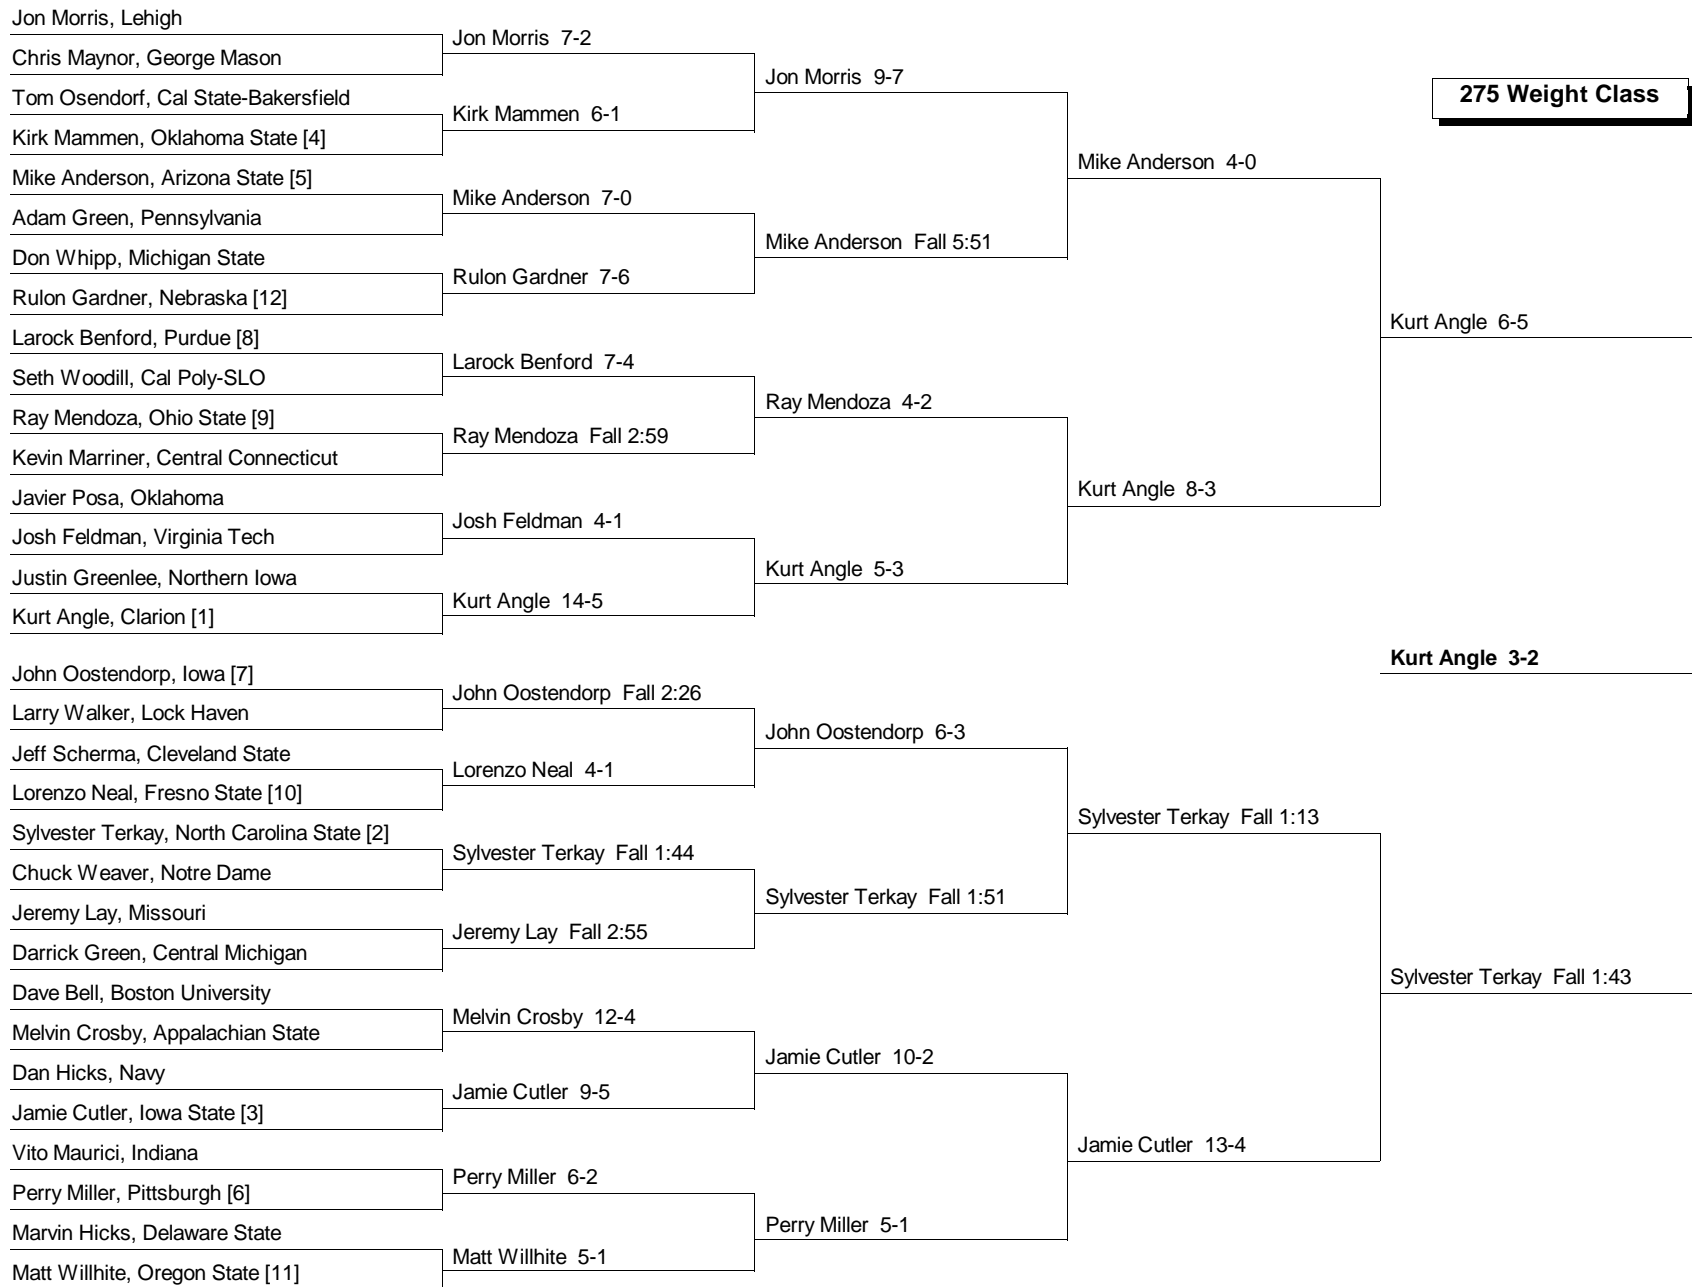 Jon Morris, Lehigh
Chris Maynor, George Mason
Tom Osendorf, Cal State-Bakersfield
Kirk Mammen, Oklahoma State [4]
Mike Anderson, Arizona State [5]
Adam Green, Pennsylvania
Don Whipp, Michigan State
Rulon Gardner, Nebraska [12]
Larock Benford, Purdue [8]
Seth Woodill, Cal Poly-SLO
Ray Mendoza, Ohio State [9]
Kevin Marriner, Central Connecticut
Javier Posa, Oklahoma
Josh Feldman, Virginia Tech
Justin Greenlee, Northern Iowa
Kurt Angle, Clarion [1]
John Oostendorp, Iowa [7]
Larry Walker, Lock Haven
Jeff Scherma, Cleveland State
Lorenzo Neal, Fresno State [10]
Sylvester Terkay, North Carolina State [2]
Chuck Weaver, Notre Dame
Jeremy Lay, Missouri
Darrick Green, Central Michigan
Dave Bell, Boston University
Melvin Crosby, Appalachian State
Dan Hicks, Navy
Jamie Cutler, Iowa State [3]
Vito Maurici, Indiana
Perry Miller, Pittsburgh [6]
Marvin Hicks, Delaware State
Matt Willhite, Oregon State [11]
Jon Morris 7-2
Kirk Mammen 6-1
Mike Anderson 7-0
Rulon Gardner 7-6
Larock Benford 7-4
Ray Mendoza Fall 2:59
Josh Feldman 4-1
Kurt Angle 14-5
John Oostendorp Fall 2:26
Lorenzo Neal 4-1
Sylvester Terkay Fall 1:44
Jeremy Lay Fall 2:55
Melvin Crosby 12-4
Jamie Cutler 9-5
Perry Miller 6-2
Matt Willhite 5-1
Jon Morris 9-7
Mike Anderson Fall 5:51
Ray Mendoza 4-2
Kurt Angle 5-3
John Oostendorp 6-3
Sylvester Terkay Fall 1:51
Jamie Cutler 10-2
Perry Miller 5-1
Mike Anderson 4-0
Kurt Angle 8-3
Sylvester Terkay Fall 1:13
Jamie Cutler 13-4
275 Weight Class
Kurt Angle 6-5
Kurt Angle 3-2
Sylvester Terkay Fall 1:43